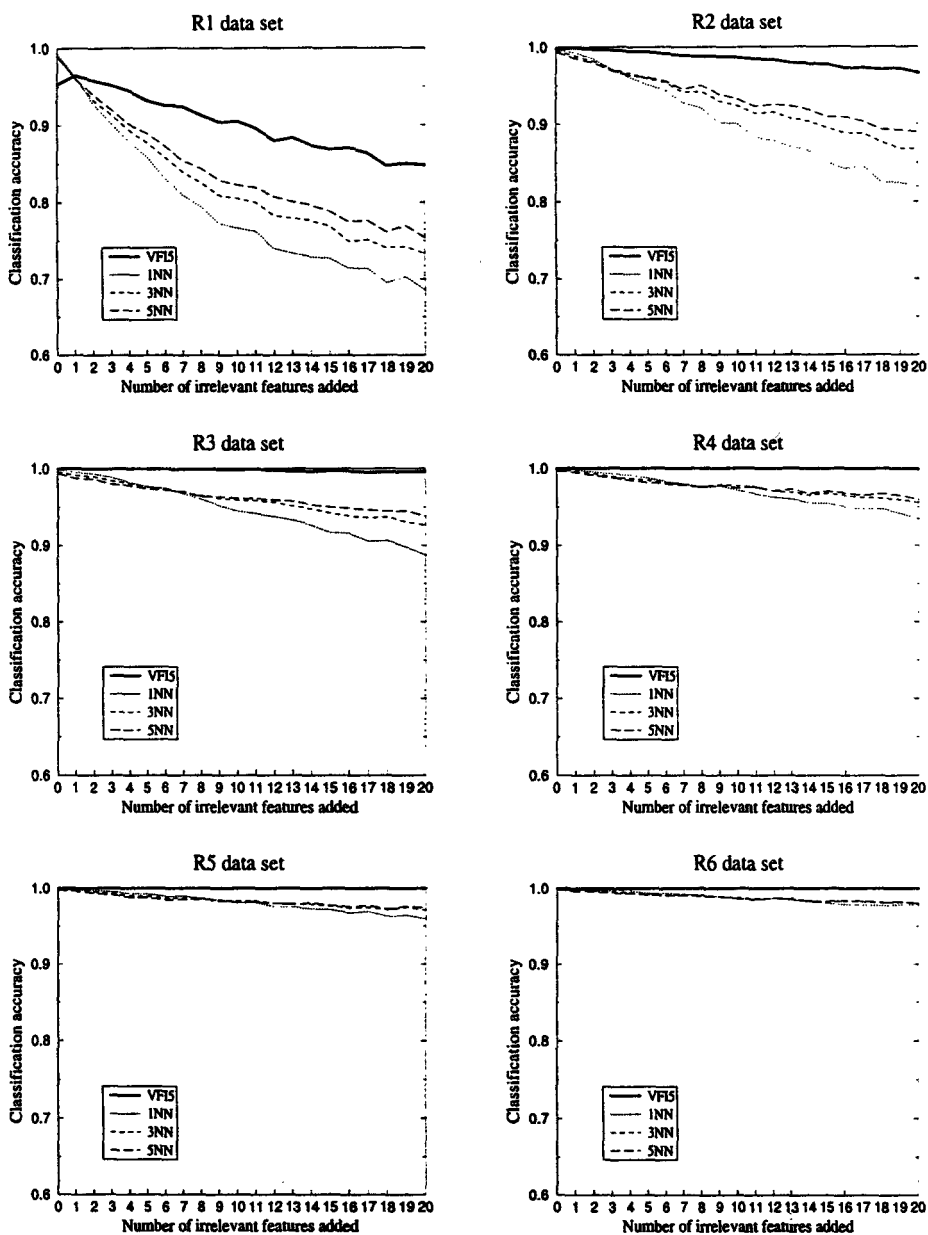 R1 data set
1.0
0.9
0.8
0.7
0.6
Classification accuracy
VFI5
1NN
3NN
5NN
0 1 2 3 4 5 6 7 8 9 10 11 12 13 14 15 16 17 18 19 20
Number of irrelevant features added
R2 data set
1.0
0.9
0.8
0.7
0.6
Classification accuracy
VFI5
1NN
3NN
5NN
0 1 2 3 4 5 6 7 8 9 10 11 12 13 14 15 16 17 18 19 20
Number of irrelevant features added
R3 data set
1.0
0.9
0.8
0.7
0.6
Classification accuracy
VFI5
1NN
3NN
5NN
0 1 2 3 4 5 6 7 8 9 10 11 12 13 14 15 16 17 18 19 20
Number of irrelevant features added
R4 data set
1.0
0.9
0.8
0.7
0.6
Classification accuracy
VFI5
1NN
3NN
5NN
0 1 2 3 4 5 6 7 8 9 10 11 12 13 14 15 16 17 18 19 20
Number of irrelevant features added
R5 data set
1.0
0.9
0.8
0.7
0.6
Classification accuracy
VFI5
1NN
3NN
5NN
0 1 2 3 4 5 6 7 8 9 10 11 12 13 14 15 16 17 18 19 20
Number of irrelevant features added
R6 data set
1.0
0.9
0.8
0.7
0.6
Classification accuracy
VFI5
1NN
3NN
5NN
0 1 2 3 4 5 6 7 8 9 10 11 12 13 14 15 16 17 18 19 20
Number of irrelevant features added